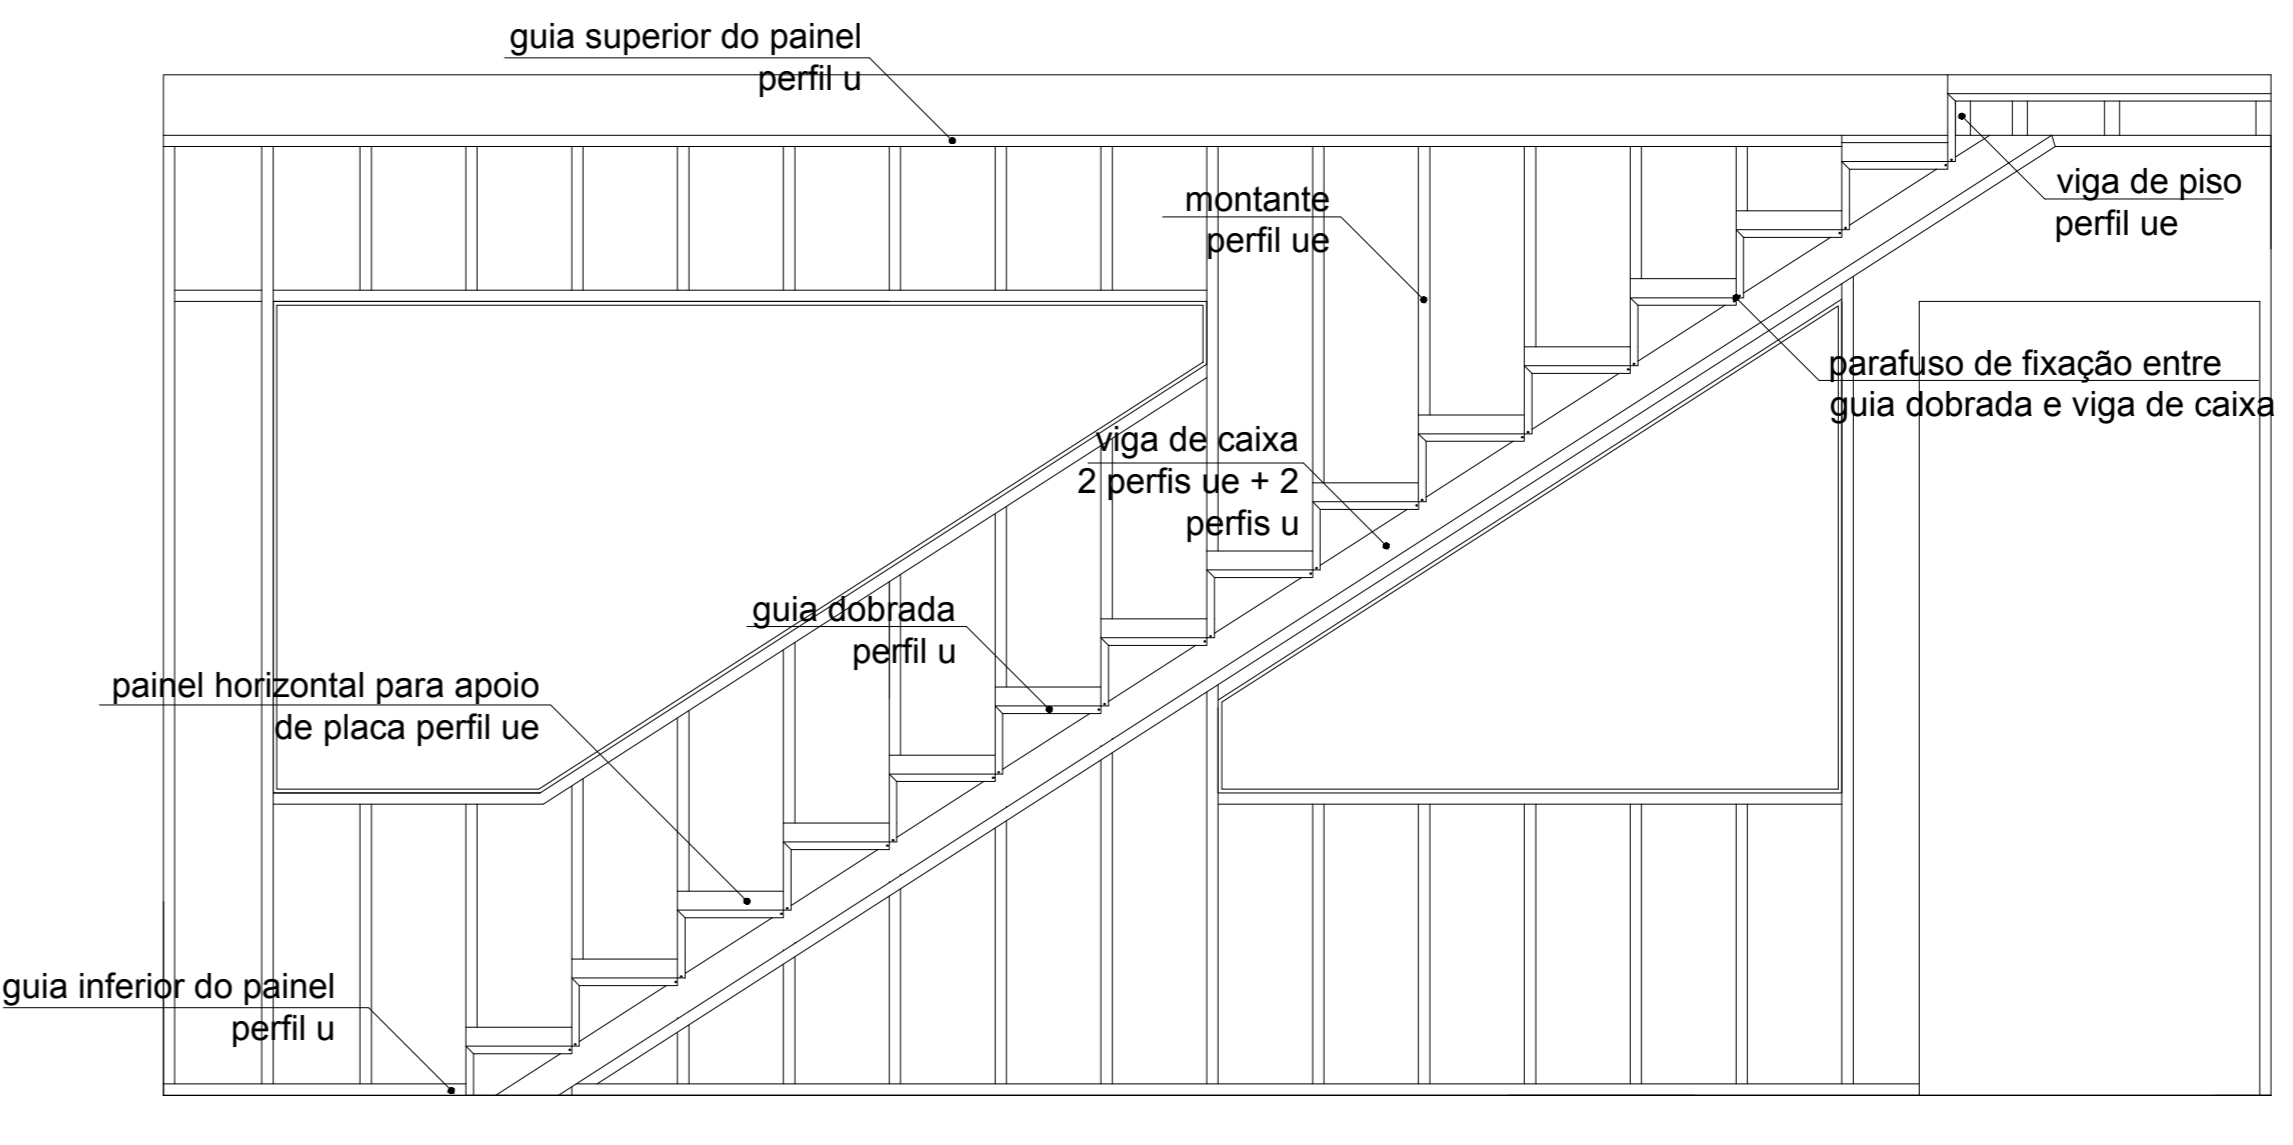 guia superior do painel
perfil u
montante
perfil ue
viga de piso
perfil ue
parafuso de fixação entre
guia dobrada e viga de caixa
viga de caixa
2 perfis ue + 2
perfis u
guia dobrada
perfil u
painel horizontal para apoio
de placa perfil ue
guia inferior do painel
perfil u